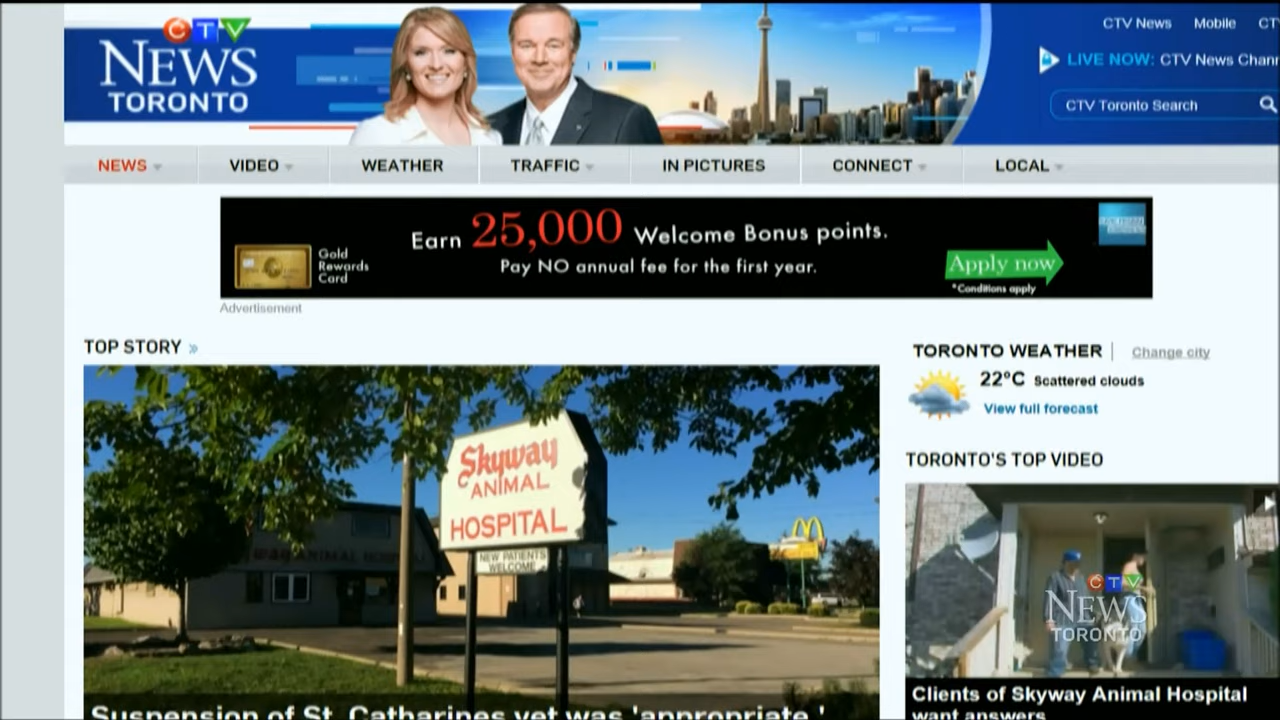 CTV
NEWS
TORONTO
CTV News Mobile CT
LIVE NOW: CTV News Chann
CTV Toronto Search
NEWS VIDEO WEATHER TRAFFIC IN PICTURES CONNECT LOCAL
Gold
Rewards
Card
Earn 25,000 Welcome Bonus points.
Pay NO annual fee for the first year.
Apply now
*Conditions apply
Advertisement
TOP STORY »
TORONTO WEATHER | Change city
22°C Scattered clouds
View full forecast
TORONTO'S TOP VIDEO
Skyway
ANIMAL
HOSPITAL
NEW PATIENTS
WELCOME
CTV
NEWS
TORONTO
Suspension of St. Catharines vet was 'appropriate,'
Clients of Skyway Animal Hospital
want answers